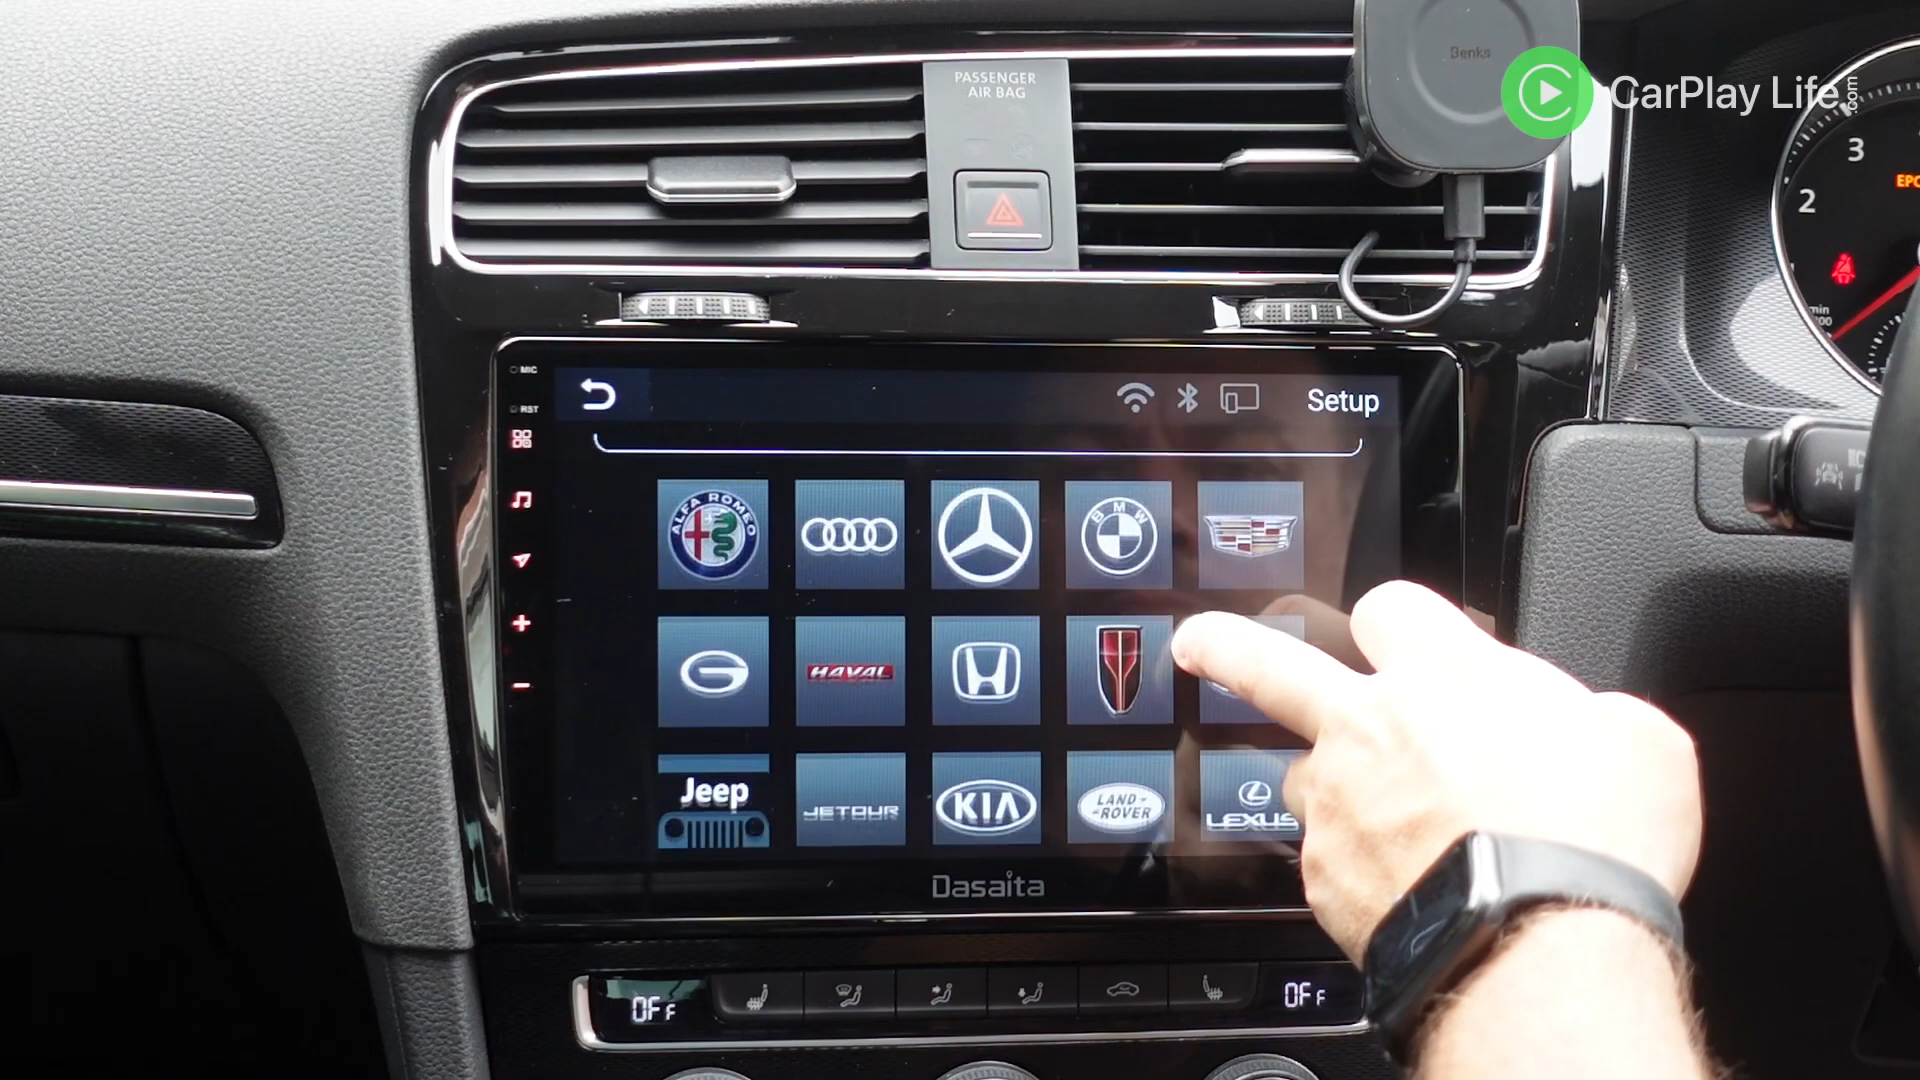 PASSENGER
AIR BAG
Benks
CarPlay Life.com
3
2
EPC
MIC
RST
Setup
ALFA ROMEO
BMW
HAVAL
Jeep
JETOUR
KIA
LAND-
-ROVER
LEXUS
Dasaita
OFF
OFF